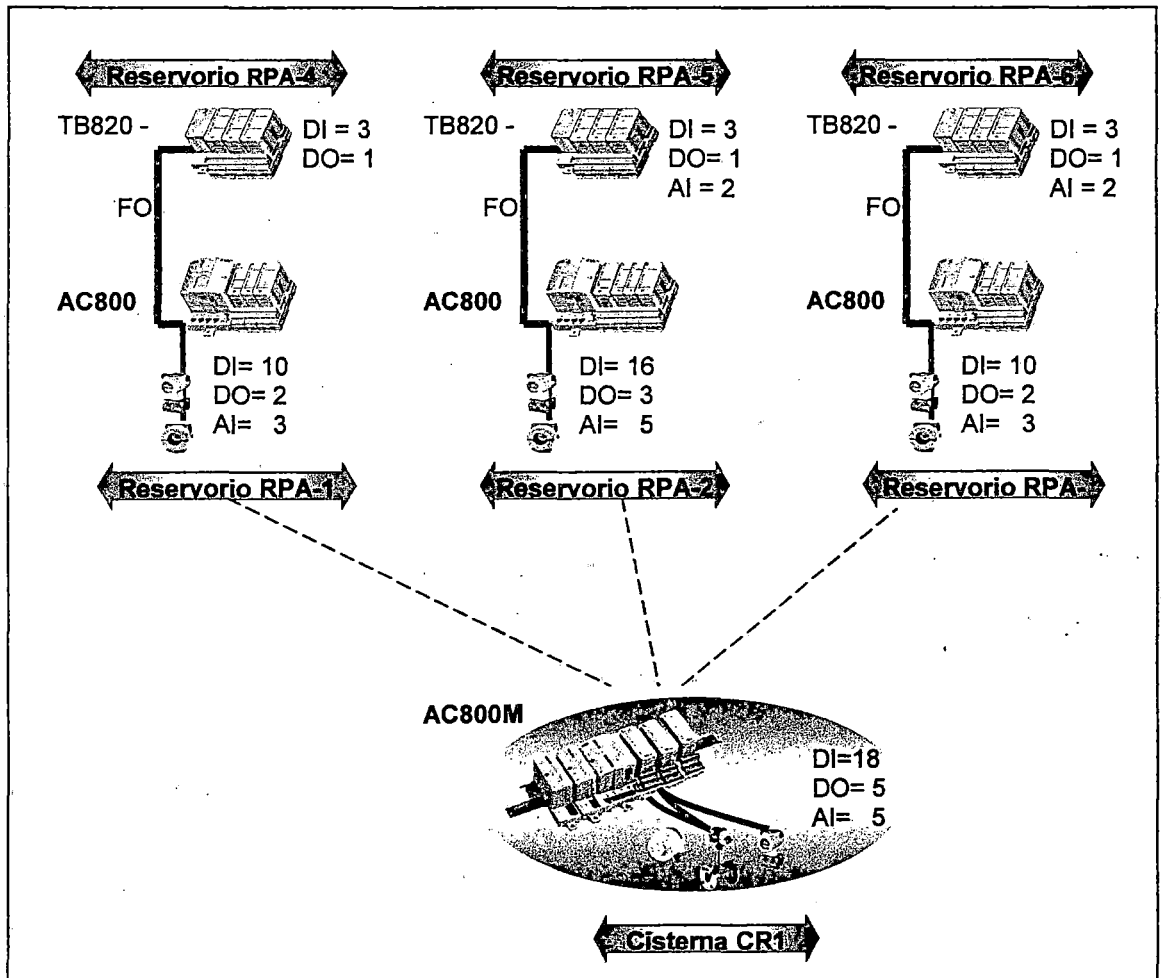 Reservorio RPA-4
Reservorio RPA-5
Reservorio RPA-6
TB820 -
DI = 3
DO= 1
TB820 -
DI = 3
DO= 1
AI = 2
TB820 -
DI = 3
DO= 1
AI = 2
FO
FO
FO
AC800
AC800
AC800
DI= 10
DO= 2
AI= 3
DI= 16
DO= 3
AI= 5
DI= 10
DO= 2
AI= 3
Reservorio RPA-1
Reservorio RPA-2
Reservorio RPA-
AC800M
DI=18
DO= 5
AI= 5
Cisterna CR1